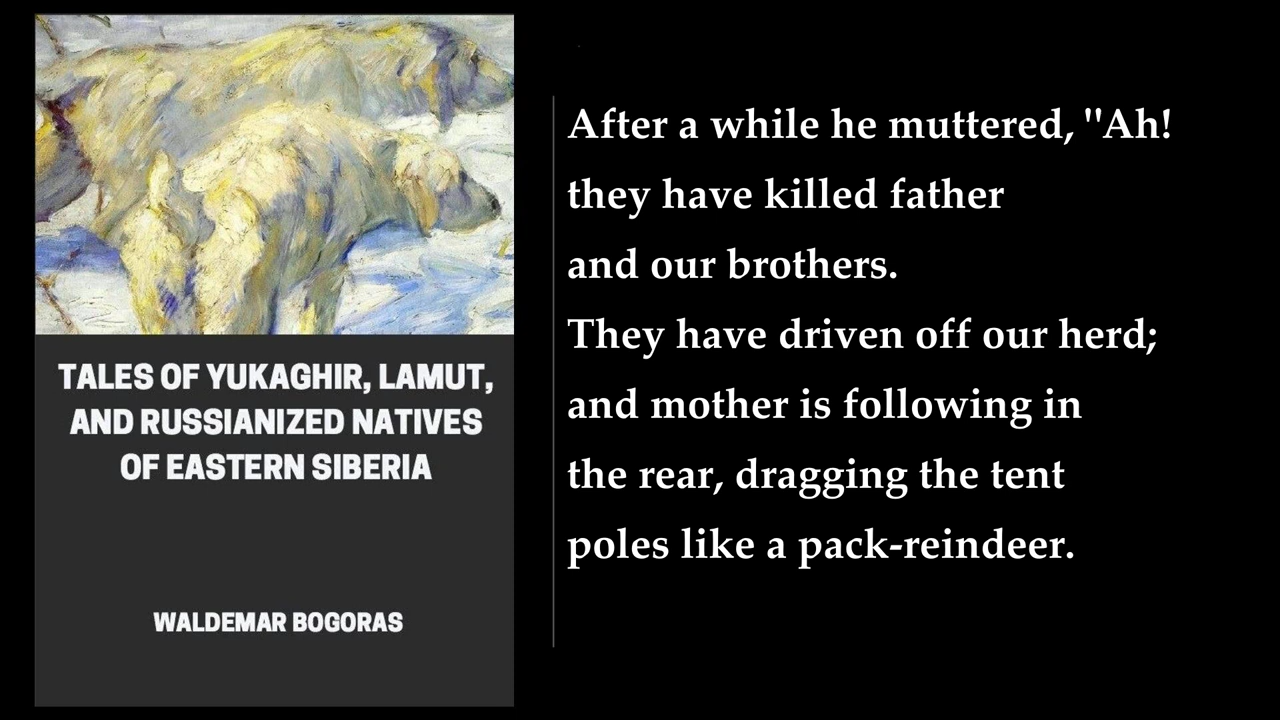 TALES OF YUKAGHIR, LAMUT,
AND RUSSIANIZED NATIVES
OF EASTERN SIBERIA
WALDEMAR BOGORAS
After a while he muttered, "Ah!
they have killed father
and our brothers.
They have driven off our herd;
and mother is following in
the rear, dragging the tent
poles like a pack-reindeer.